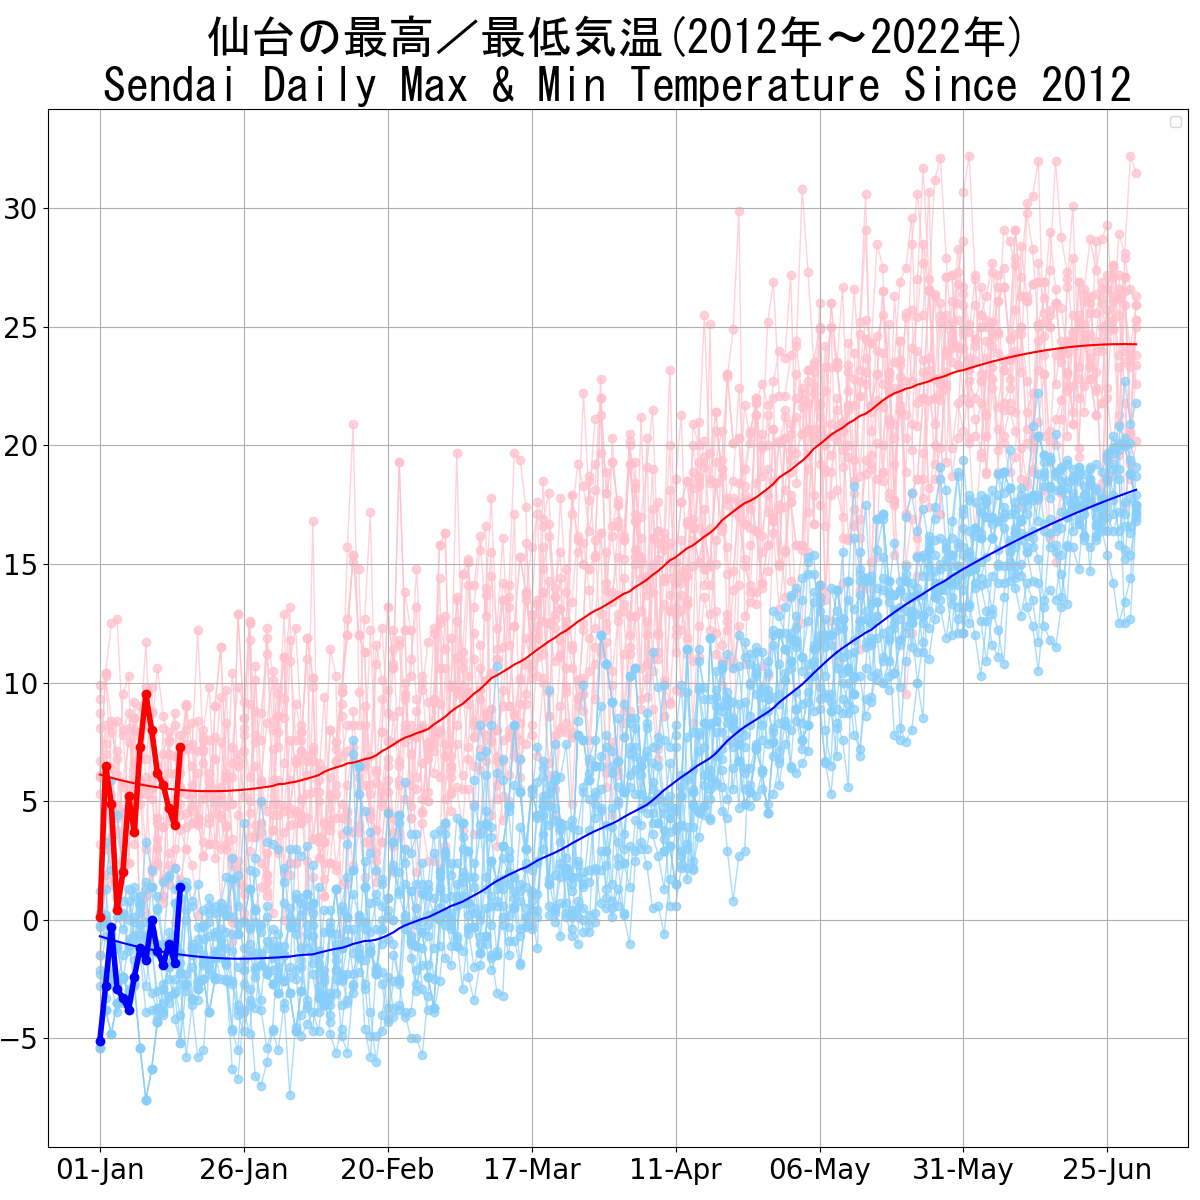 仙台の最高／最低気温(2012年～2022年)
Sendai Daily Max & Min Temperature Since 2012
30
25
20
15
10
5
0
−5
01-Jan 26-Jan 20-Feb 17-Mar 11-Apr 06-May 31-May 25-Jun